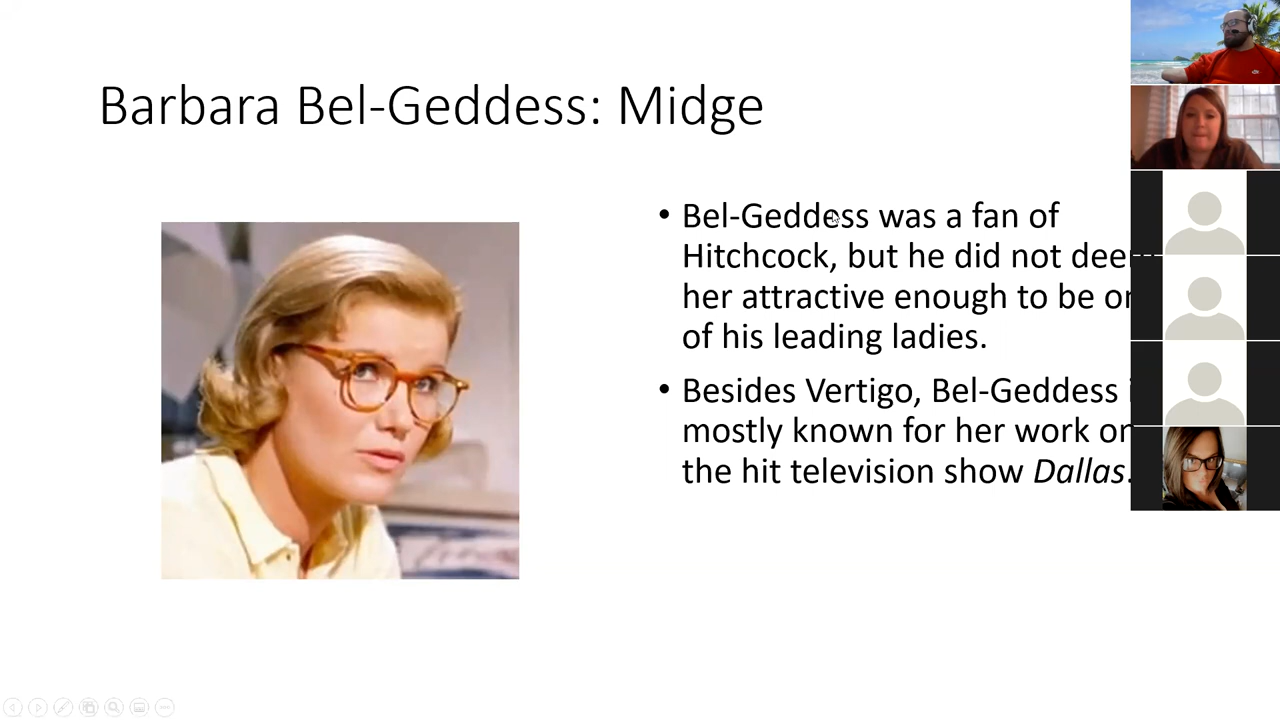 Barbara Bel-Geddess: Midge
• Bel-Geddess was a fan of
Hitchcock, but he did not
her attractive enough to be
of his leading ladies.
• Besides Vertigo, Bel-Geddess
mostly known for her work on
the hit television show Dallas.